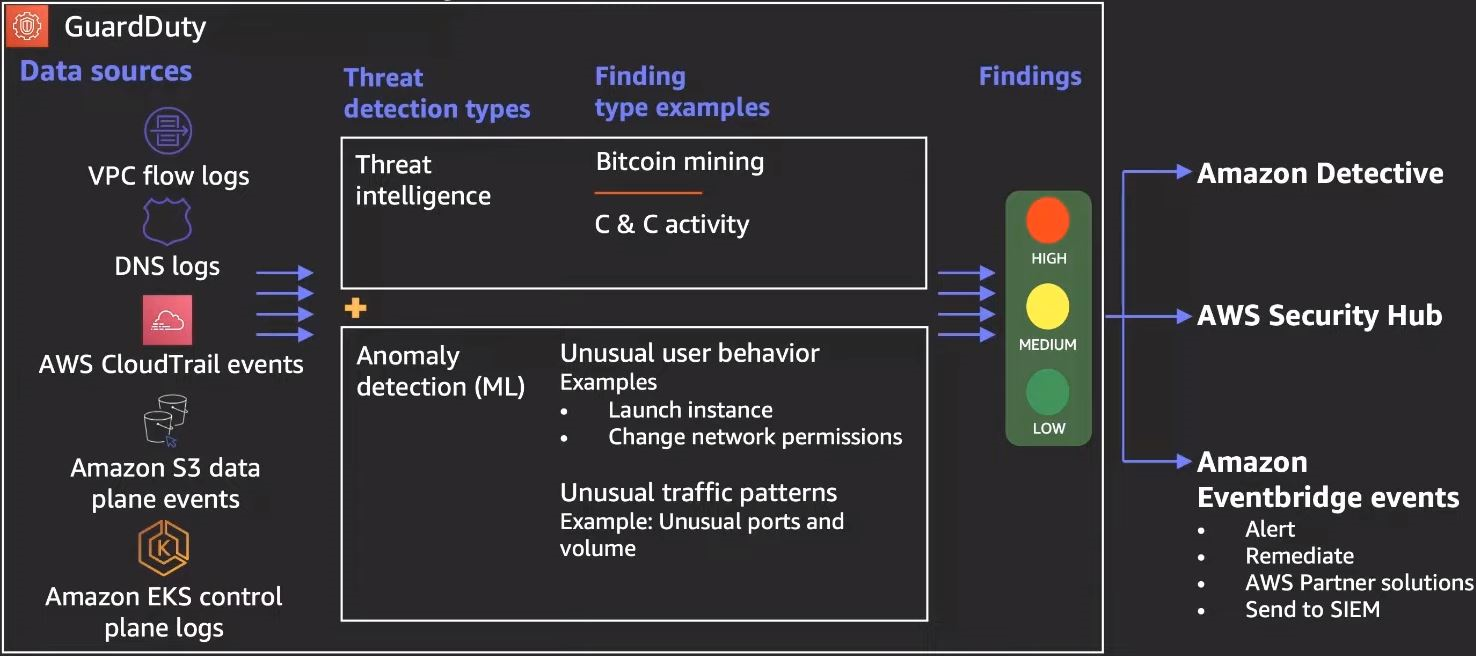 GuardDuty
Data sources
VPC flow logs
DNS logs
AWS CloudTrail events
Amazon S3 data
plane events
Amazon EKS control
plane logs
Threat
detection types
Finding
type examples
Threat
intelligence
Bitcoin mining
C & C activity
Anomaly
detection (ML)
Unusual user behavior
Examples
• Launch instance
• Change network permissions
Unusual traffic patterns
Example: Unusual ports and
volume
Findings
HIGH
MEDIUM
LOW
Amazon Detective
AWS Security Hub
Amazon
Eventbridge events
• Alert
• Remediate
• AWS Partner solutions
• Send to SIEM